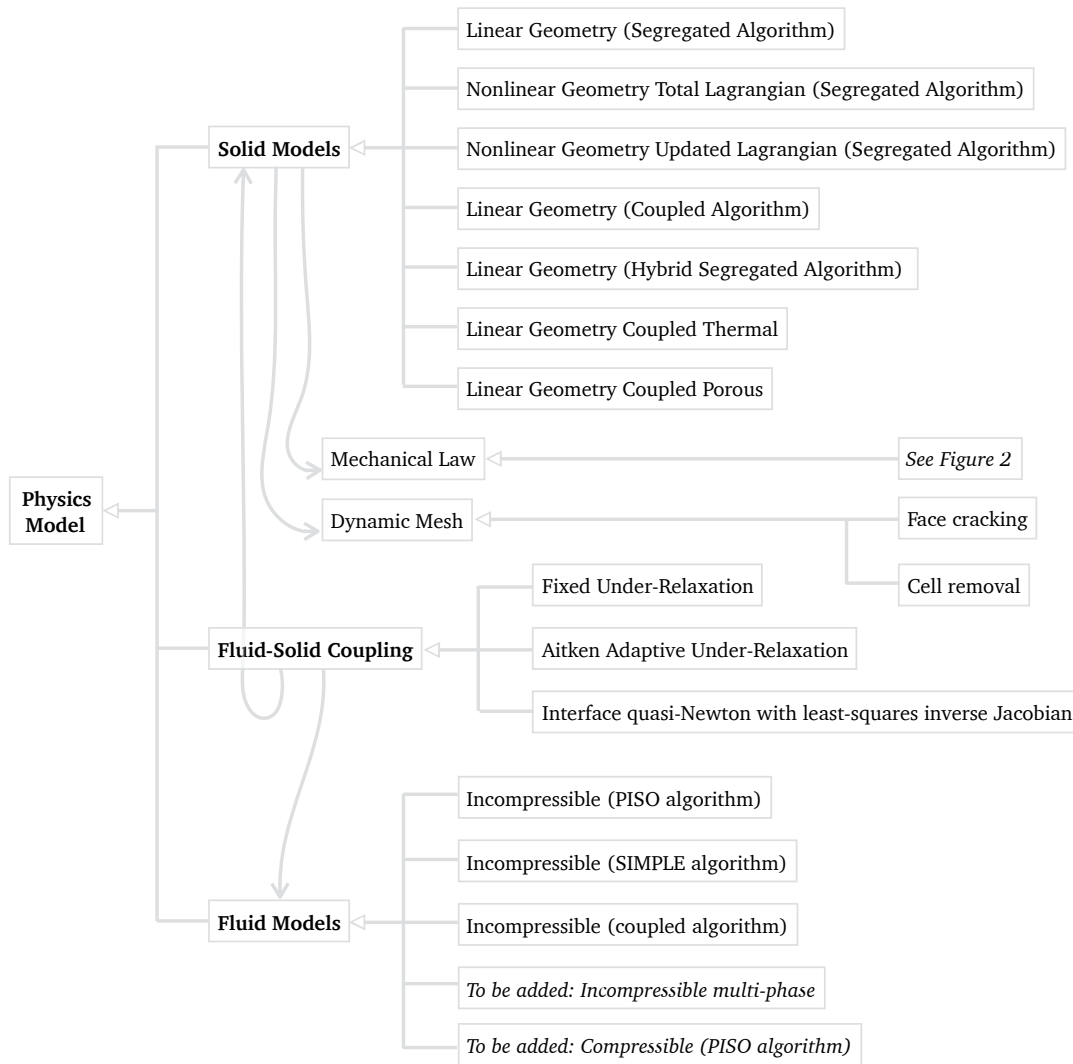 Linear Geometry (Segregated Algorithm)
Nonlinear Geometry Total Lagrangian (Segregated Algorithm)
Solid Models
Nonlinear Geometry Updated Lagrangian (Segregated Algorithm)
Linear Geometry (Coupled Algorithm)
Linear Geometry (Hybrid Segregated Algorithm)
Linear Geometry Coupled Thermal
Linear Geometry Coupled Porous
Mechanical Law
See Figure 2
Physics
Model
Dynamic Mesh
Face cracking
Cell removal
Fixed Under-Relaxation
Fluid-Solid Coupling
Aitken Adaptive Under-Relaxation
Interface quasi-Newton with least-squares inverse Jacobian
Incompressible (PISO algorithm)
Incompressible (SIMPLE algorithm)
Fluid Models
Incompressible (coupled algorithm)
To be added: Incompressible multi-phase
To be added: Compressible (PISO algorithm)